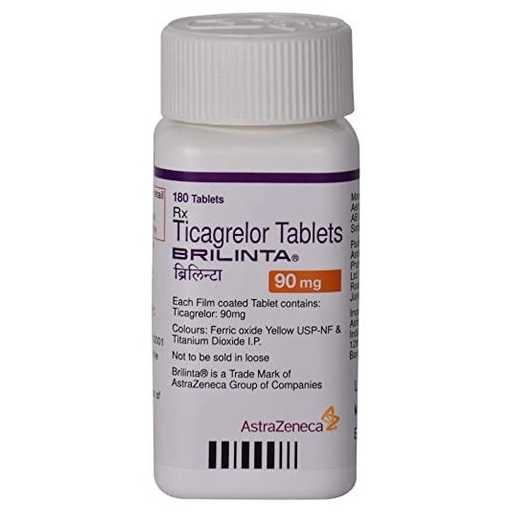 180 Tablets
Rx
Ticagrelor Tablets
BRILINTA®
ब्रिलिन्टा
90 mg
Each Film coated Tablet contains:
Ticagrelor: 90mg
Colours: Ferric oxide Yellow USP-NF &
Titanium Dioxide I.P.
Not to be sold in loose
Brilinta® is a Trade Mark of
AstraZeneca Group of Companies
AstraZeneca